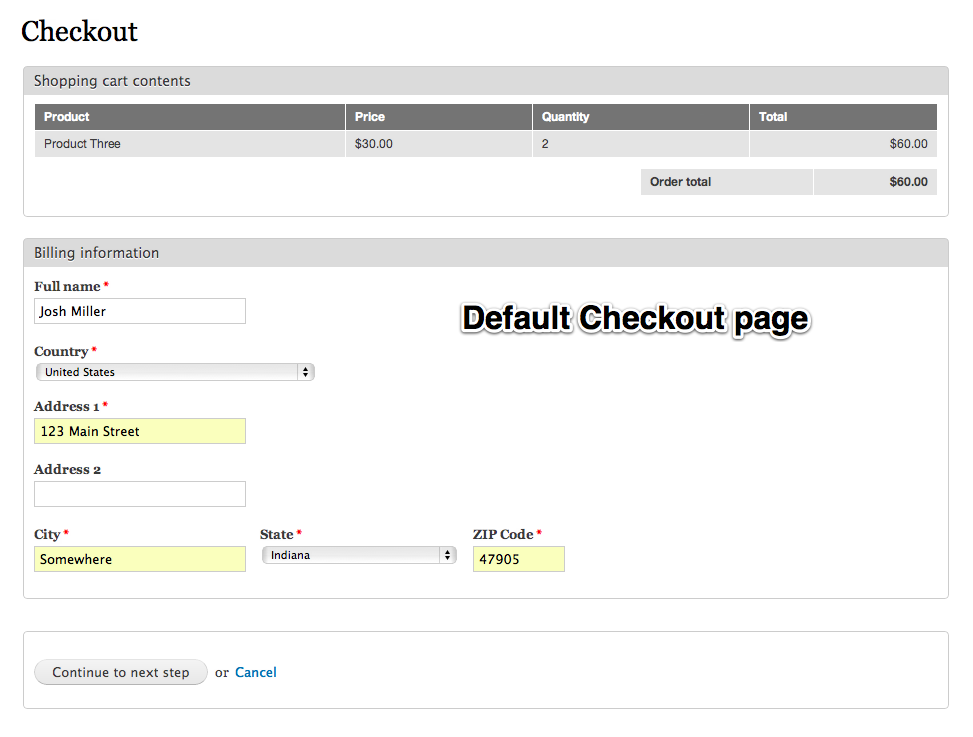 Checkout
Shopping cart contents
Product Price Quantity Total
Product Three $30.00 2 $60.00
Order total $60.00
Billing information
Full name *
Josh Miller
Default Checkout page
Country *
United States
Address 1 *
123 Main Street
Address 2
City * State * ZIP Code *
Somewhere Indiana 47905
Continue to next step or Cancel